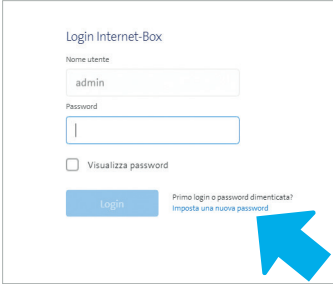 Login Internet-Box
Nome utente
admin
Password
Visualizza password
Login
Primo login o password dimenticata?
Imposta una nuova password